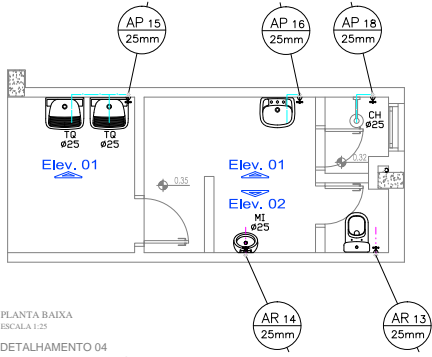 AP 15
25mm
AP 16
25mm
AP 18
25mm
TQ
ø25
TQ
ø25
CH
ø25
Elev. 01
0.35
Elev. 01
0.32
Elev. 02
MI
ø25
AR 14
25mm
AR 13
25mm
PLANTA BAIXA
ESCALA 1:25
DETALHAMENTO 04